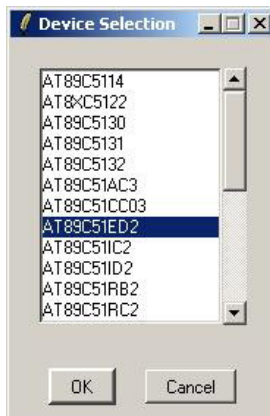 Device Selection
AT89C5114
AT8XC5122
AT89C5130
AT89C5131
AT89C5132
AT89C51AC3
AT89C51CC03
AT89C51ED2
AT89C51IC2
AT89C51ID2
AT89C51RB2
AT89C51RC2
OK
Cancel